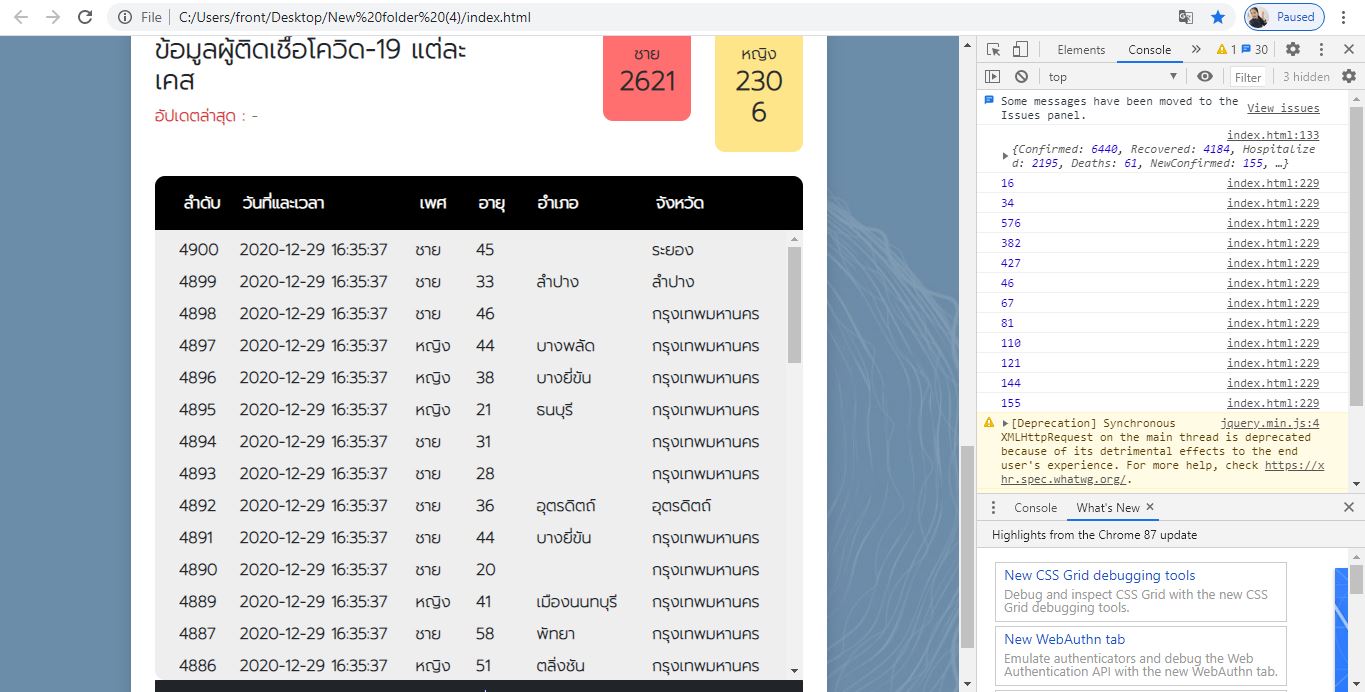 File
C:/Users/front/Desktop/New%20folder%20(4)/index.html
Paused
ข้อมูลผู้ติดเชื้อโควิด-19 แต่ละ
เคส
อัปเดตล่าสุด : -
ชาย
2621
หญิง
230
6
ลำดับ วันที่และเวลา เพศ อายุ อำเภอ จังหวัด
4900 2020-12-29 16:35:37 ชาย 45 ระยอง
4899 2020-12-29 16:35:37 ชาย 33 ลำปาง ลำปาง
4898 2020-12-29 16:35:37 ชาย 46 กรุงเทพมหานคร
4897 2020-12-29 16:35:37 หญิง 44 บางพลัด กรุงเทพมหานคร
4896 2020-12-29 16:35:37 หญิง 38 บางยี่ขัน กรุงเทพมหานคร
4895 2020-12-29 16:35:37 หญิง 21 ธนบุรี กรุงเทพมหานคร
4894 2020-12-29 16:35:37 ชาย 31 กรุงเทพมหานคร
4893 2020-12-29 16:35:37 ชาย 28 กรุงเทพมหานคร
4892 2020-12-29 16:35:37 ชาย 36 อุตรดิตถ์ อุตรดิตถ์
4891 2020-12-29 16:35:37 ชาย 44 บางยี่ขัน กรุงเทพมหานคร
4890 2020-12-29 16:35:37 ชาย 20 กรุงเทพมหานคร
4889 2020-12-29 16:35:37 หญิง 41 เมืองนนทบุรี กรุงเทพมหานคร
4887 2020-12-29 16:35:37 ชาย 58 พัทยา กรุงเทพมหานคร
4886 2020-12-29 16:35:37 หญิง 51 ตลิ่งชัน กรุงเทพมหานคร
Elements Console 1 30
top Filter 3 hidden
Some messages have been moved to the
Issues panel.
View issues
index.html:133
{Confirmed: 6440, Recovered: 4184, Hospitalize
d: 2195, Deaths: 61, NewConfirmed: 155, …}
16 index.html:229
34 index.html:229
576 index.html:229
382 index.html:229
427 index.html:229
46 index.html:229
67 index.html:229
81 index.html:229
110 index.html:229
121 index.html:229
144 index.html:229
155 index.html:229
[Deprecation] Synchronous jquery.min.js:4
XMLHttpRequest on the main thread is deprecated
because of its detrimental effects to the end
user's experience. For more help, check https://x
hr.spec.whatwg.org/.
Console What's New
Highlights from the Chrome 87 update
New CSS Grid debugging tools
Debug and inspect CSS Grid with the new CSS
Grid debugging tools.
New WebAuthn tab
Emulate authenticators and debug the Web
Authentication API with the new WebAuthn tab.